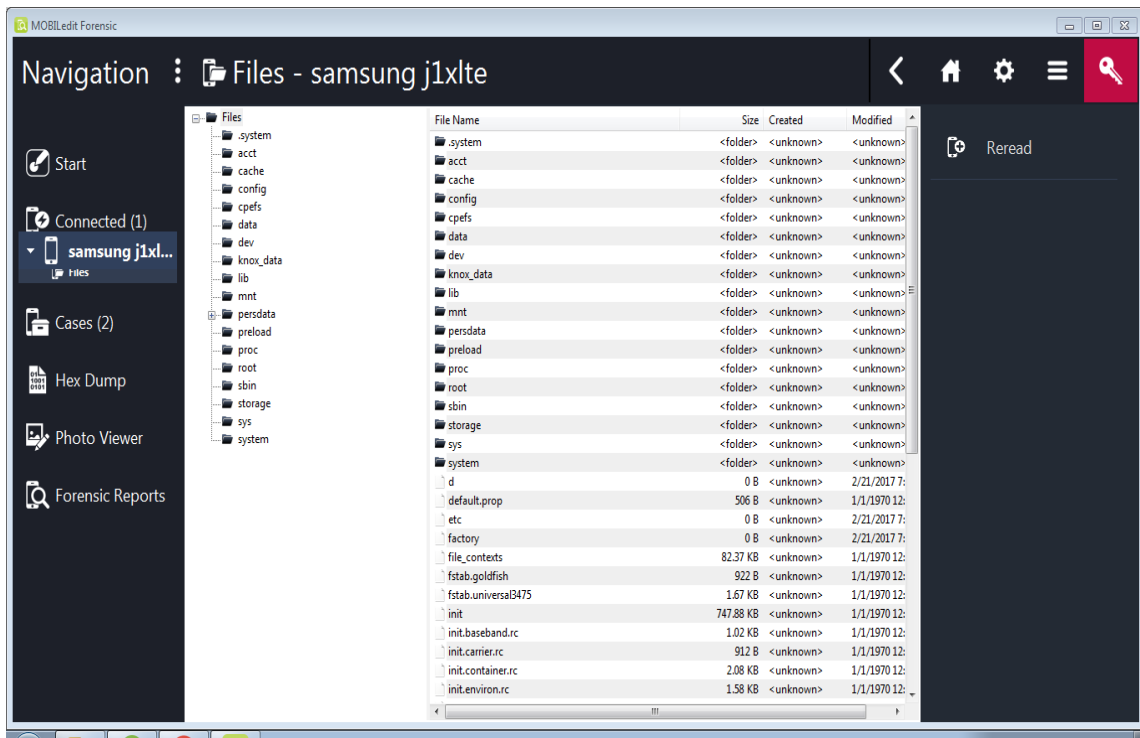 MOBILedit Forensic
Navigation
Files - samsung j1xlte
Start
Connected (1)
samsung j1xl...
Files
Cases (2)
Hex Dump
Photo Viewer
Forensic Reports
Files
.system
acct
cache
config
cpefs
data
dev
knox_data
lib
mnt
persdata
preload
proc
root
sbin
storage
sys
system
File Name Size Created Modified
.system <folder> <unknown> <unknown>
acct <folder> <unknown> <unknown>
cache <folder> <unknown> <unknown>
config <folder> <unknown> <unknown>
cpefs <folder> <unknown> <unknown>
data <folder> <unknown> <unknown>
dev <folder> <unknown> <unknown>
knox_data <folder> <unknown> <unknown>
lib <folder> <unknown> <unknown>
mnt <folder> <unknown> <unknown>
persdata <folder> <unknown> <unknown>
preload <folder> <unknown> <unknown>
proc <folder> <unknown> <unknown>
root <folder> <unknown> <unknown>
sbin <folder> <unknown> <unknown>
storage <folder> <unknown> <unknown>
sys <folder> <unknown> <unknown>
system <folder> <unknown> <unknown>
d 0 B <unknown> 2/21/2017 7:
default.prop 506 B <unknown> 1/1/1970 12:
etc 0 B <unknown> 2/21/2017 7:
factory 0 B <unknown> 2/21/2017 7:
file_contexts 82.37 KB <unknown> 1/1/1970 12:
fstab.goldfish 922 B <unknown> 1/1/1970 12:
fstab.universal3475 1.67 KB <unknown> 1/1/1970 12:
init 747.88 KB <unknown> 1/1/1970 12:
init.baseband.rc 1.02 KB <unknown> 1/1/1970 12:
init.carrier.rc 912 B <unknown> 1/1/1970 12:
init.container.rc 2.08 KB <unknown> 1/1/1970 12:
init.environ.rc 1.58 KB <unknown> 1/1/1970 12:
Reread